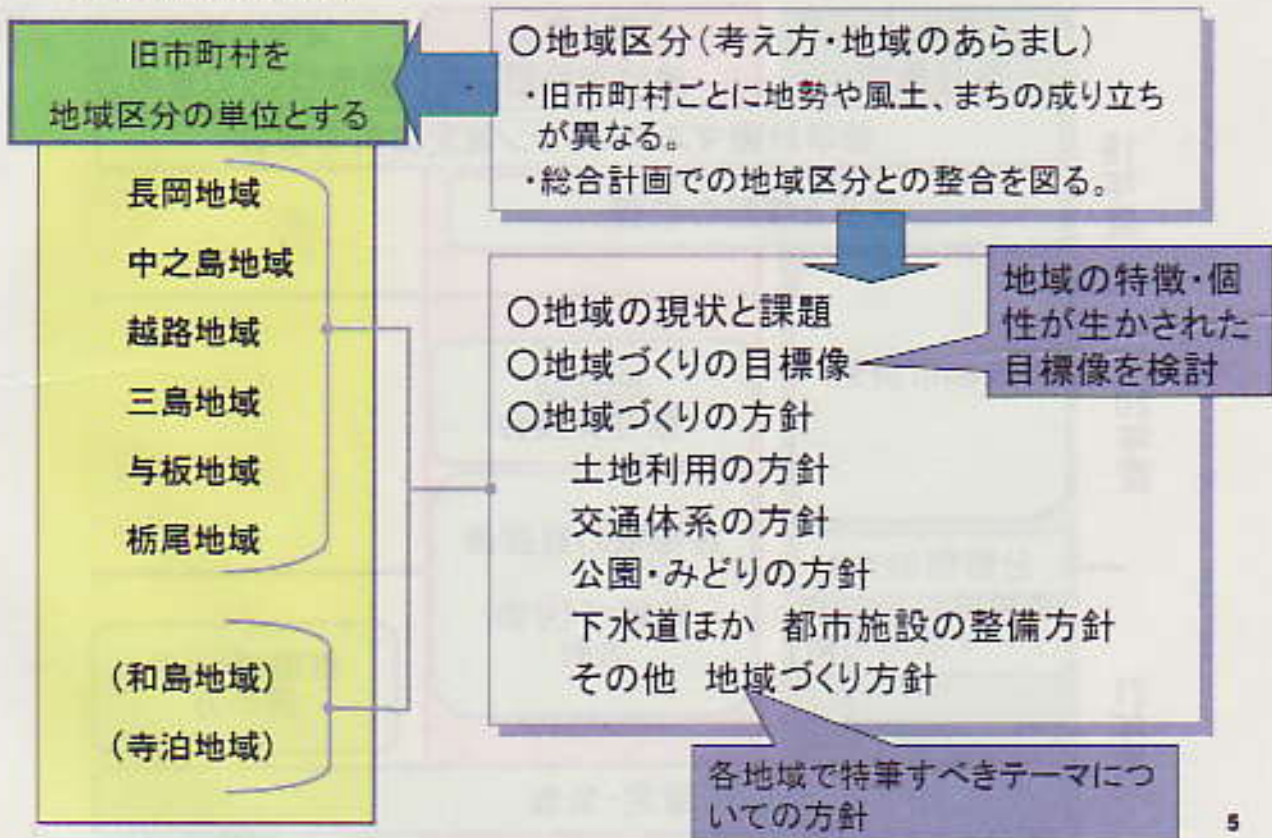 旧市町村を
地域区分の単位とする
長岡地域
中之島地域
越路地域
三島地域
与板地域
栃尾地域
(和島地域)
(寺泊地域)
〇地域区分(考え方・地域のあらまし)
・旧市町村ごとに地勢や風土、まちの成り立ち
が異なる。
・総合計画での地域区分との整合を図る。
〇地域の現状と課題
〇地域づくりの目標像
〇地域づくりの方針
土地利用の方針
交通体系の方針
公園・みどりの方針
下水道ほか 都市施設の整備方針
その他 地域づくり方針
地域の特徴・個
性が生かされた
目標像を検討
各地域で特筆すべきテーマにつ
いての方針
5